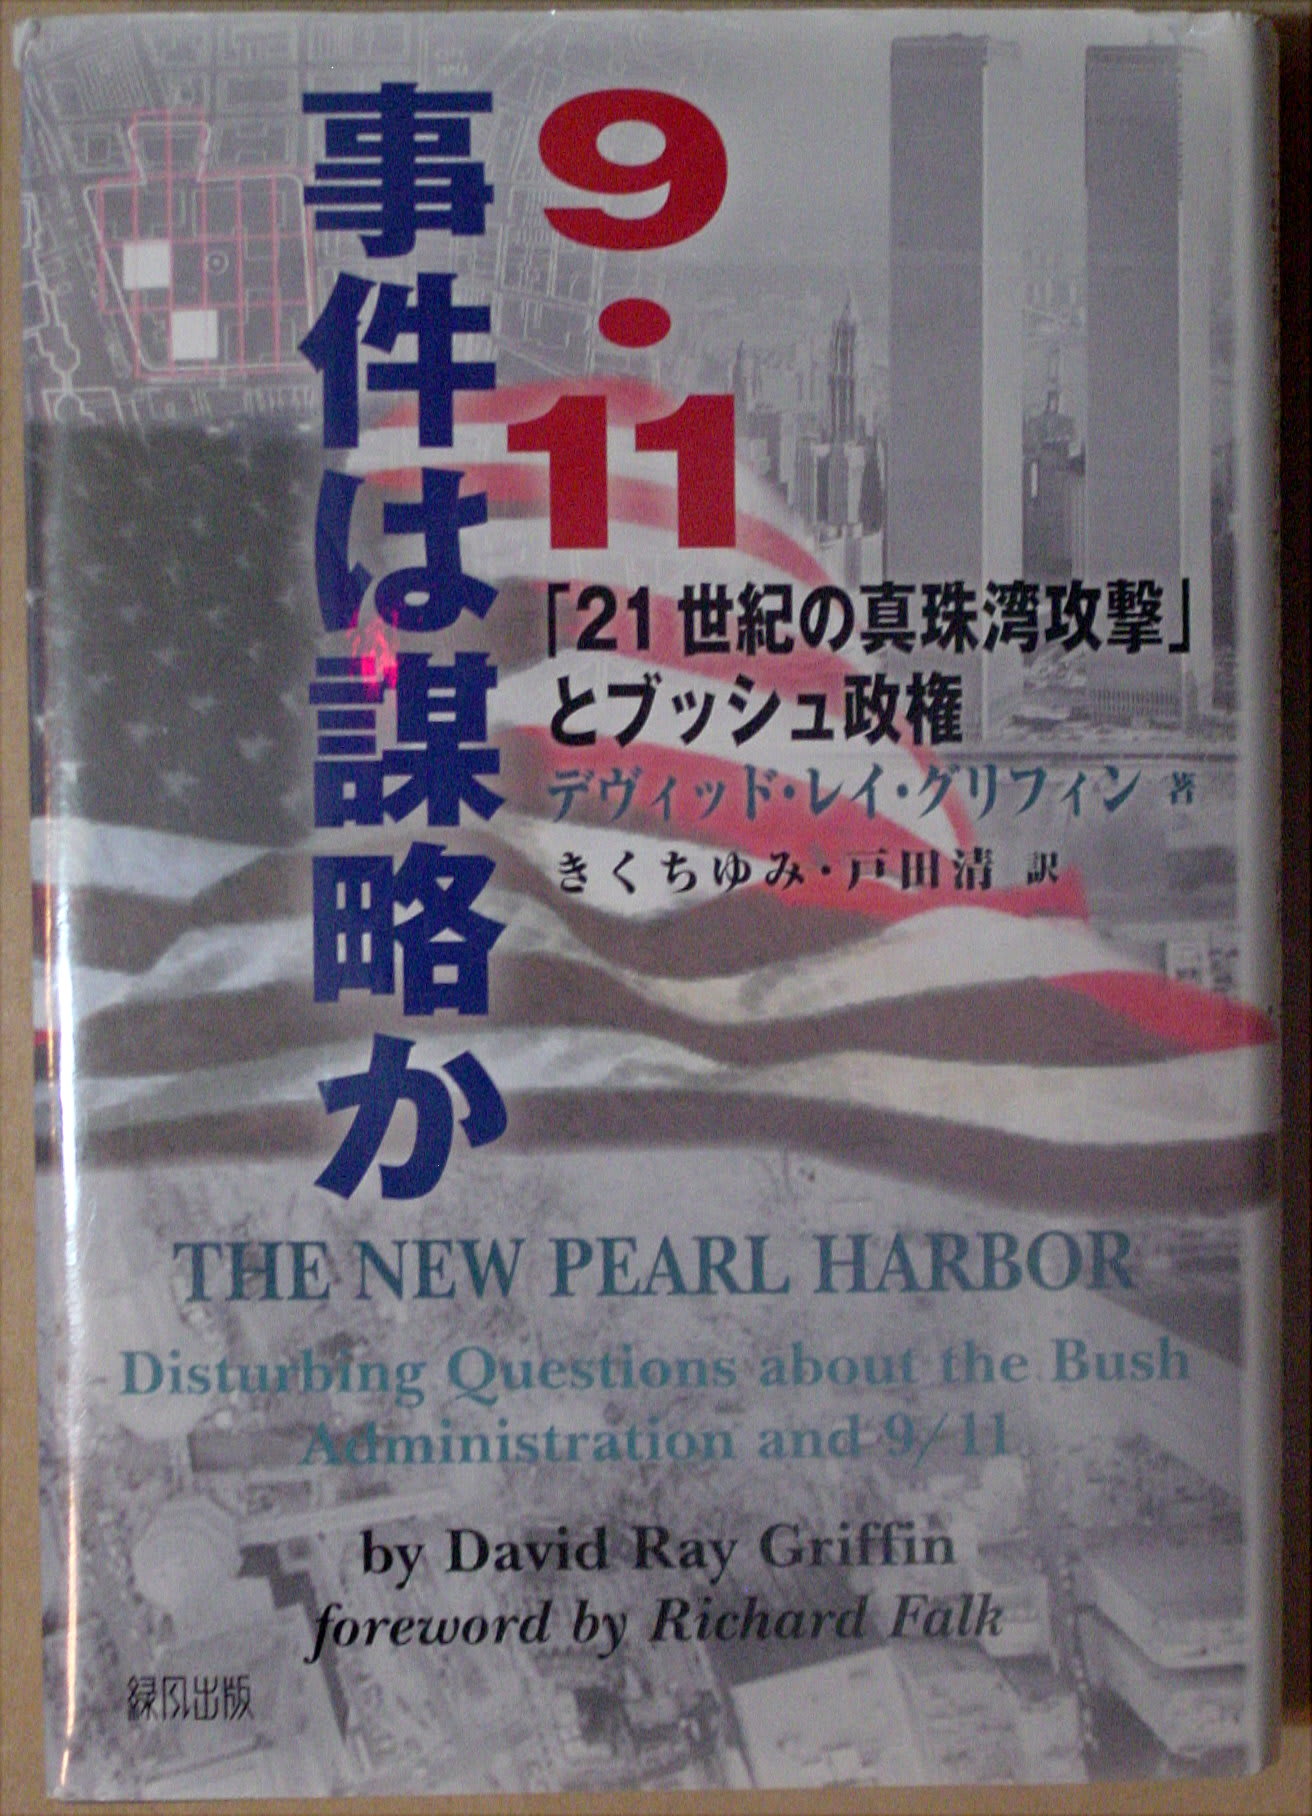 9・11
事件は謀略か
「21世紀の真珠湾攻撃」
とブッシュ政権
デヴィッド・レイ・グリフィン 著
きくちゆみ・戸田清 訳
THE NEW PEARL HARBOR
Disturbing Questions about the Bush
Administration and 9/11
by David Ray Griffin
foreword by Richard Falk
緑風出版